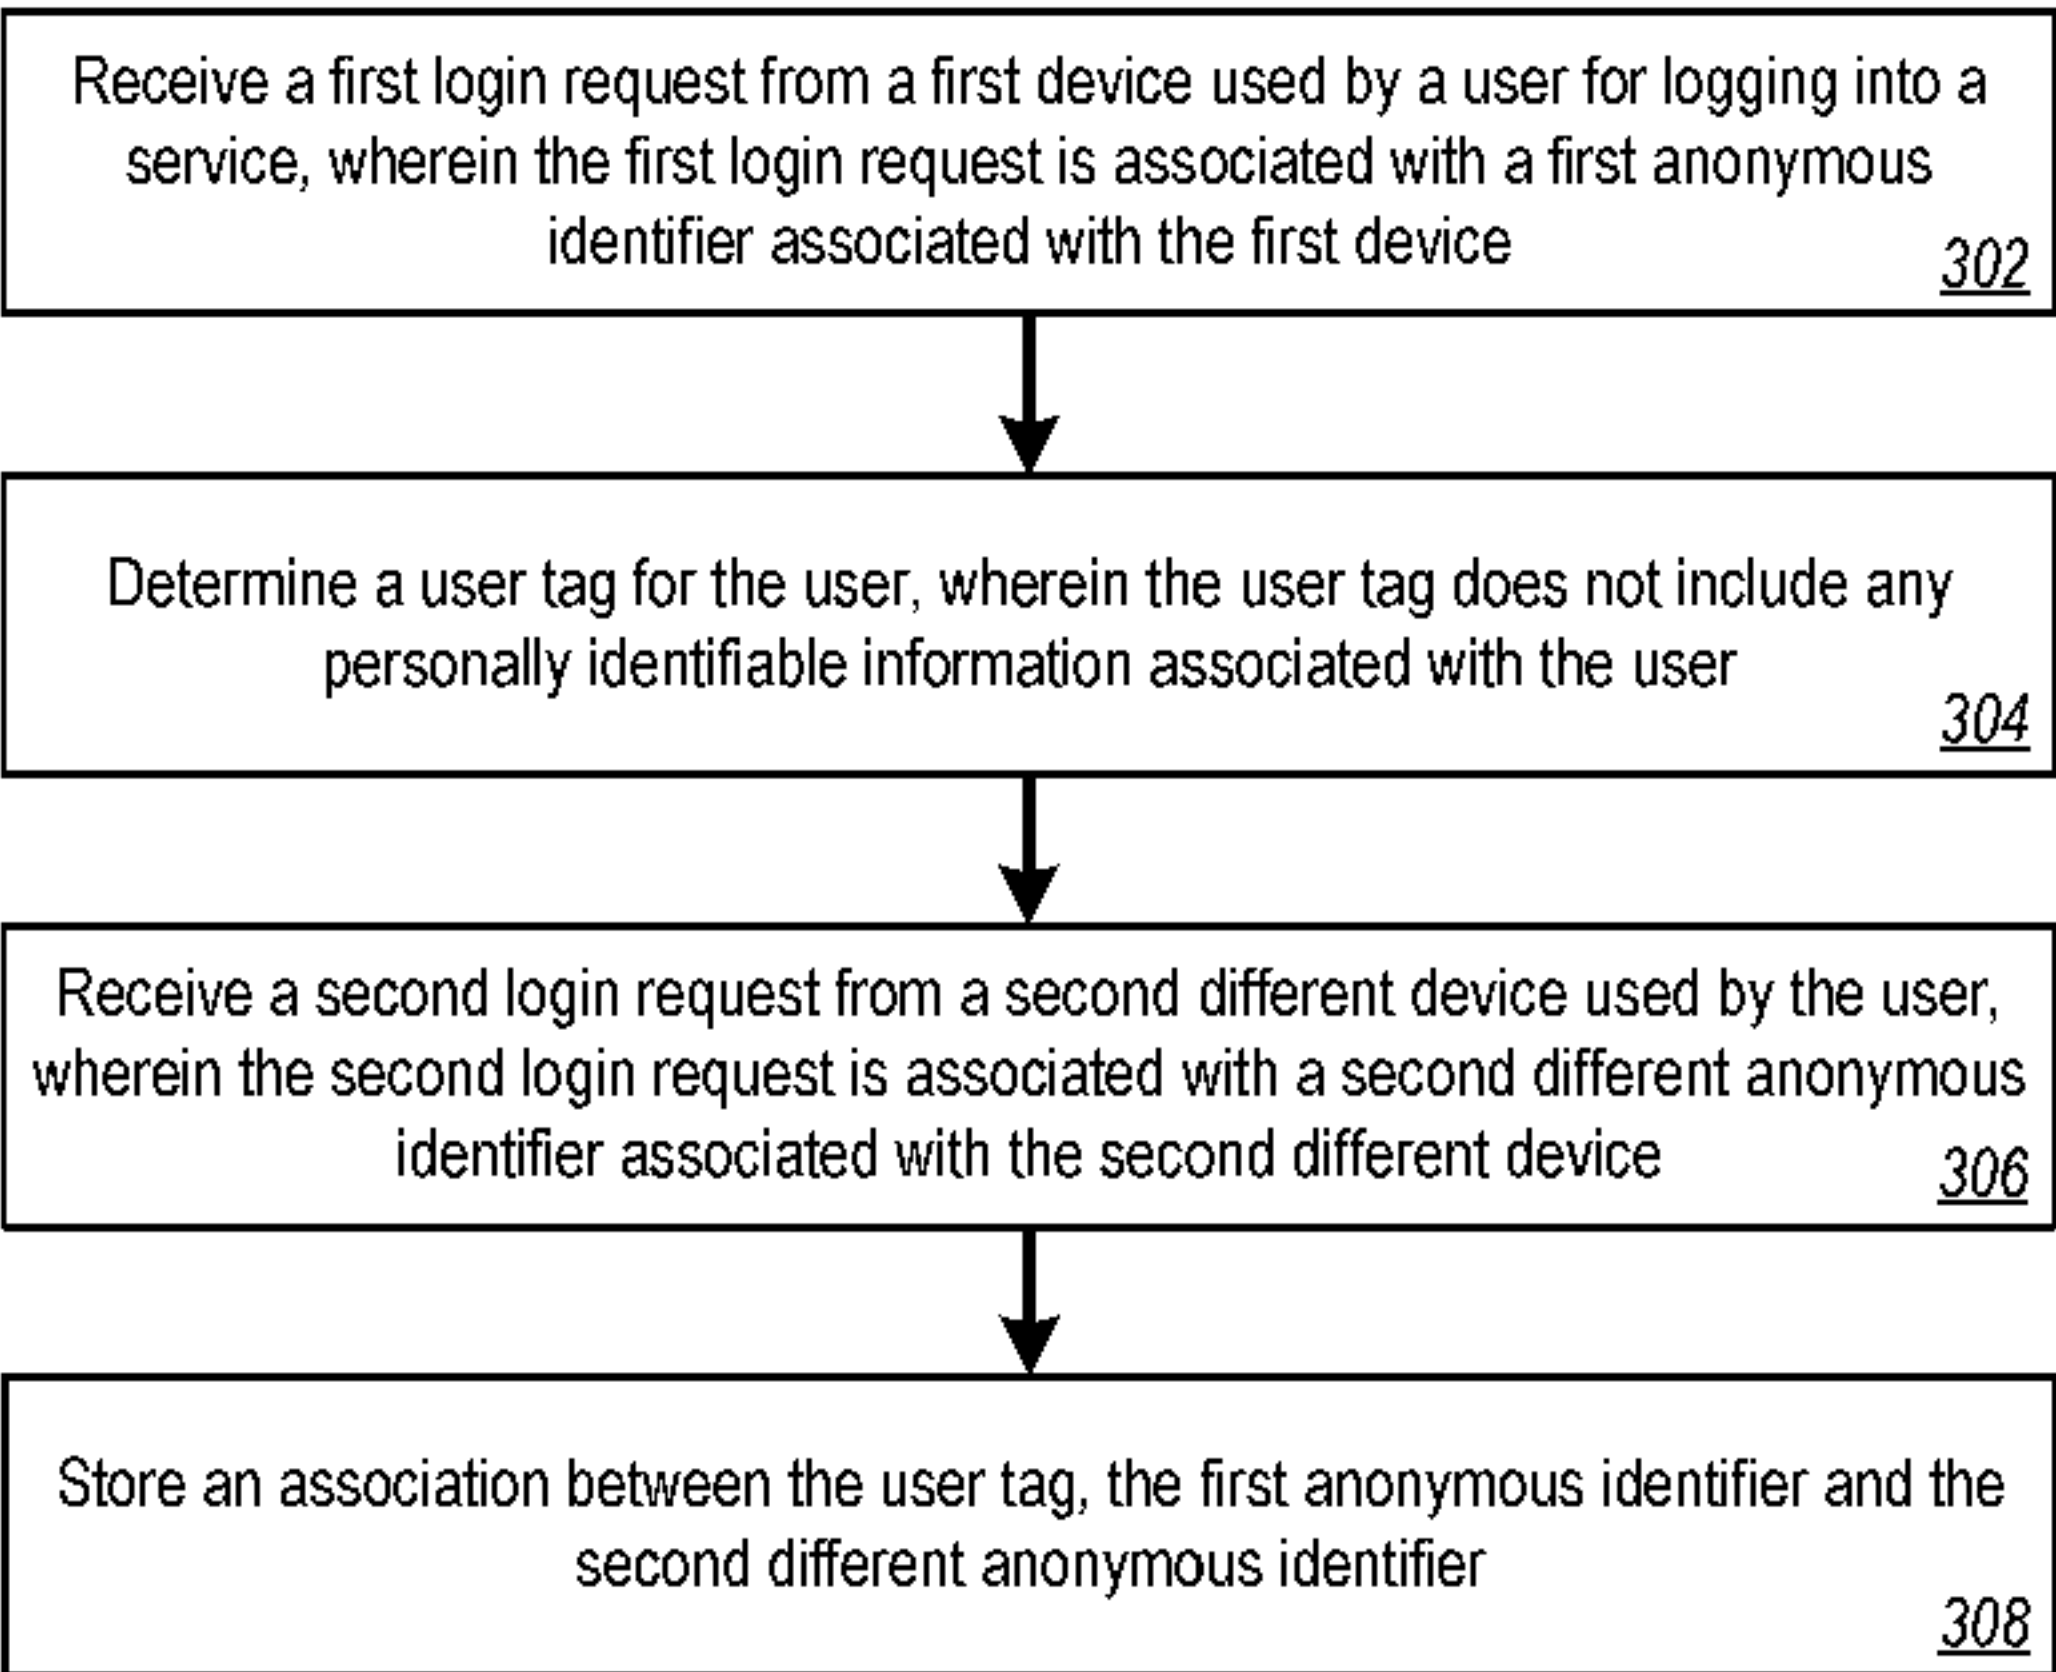 Receive a first login request from a first device used by a user for logging into a
service, wherein the first login request is associated with a first anonymous
identifier associated with the first device
302
Determine a user tag for the user, wherein the user tag does not include any
personally identifiable information associated with the user
304
Receive a second login request from a second different device used by the user,
wherein the second login request is associated with a second different anonymous
identifier associated with the second different device
306
Store an association between the user tag, the first anonymous identifier and the
second different anonymous identifier
308